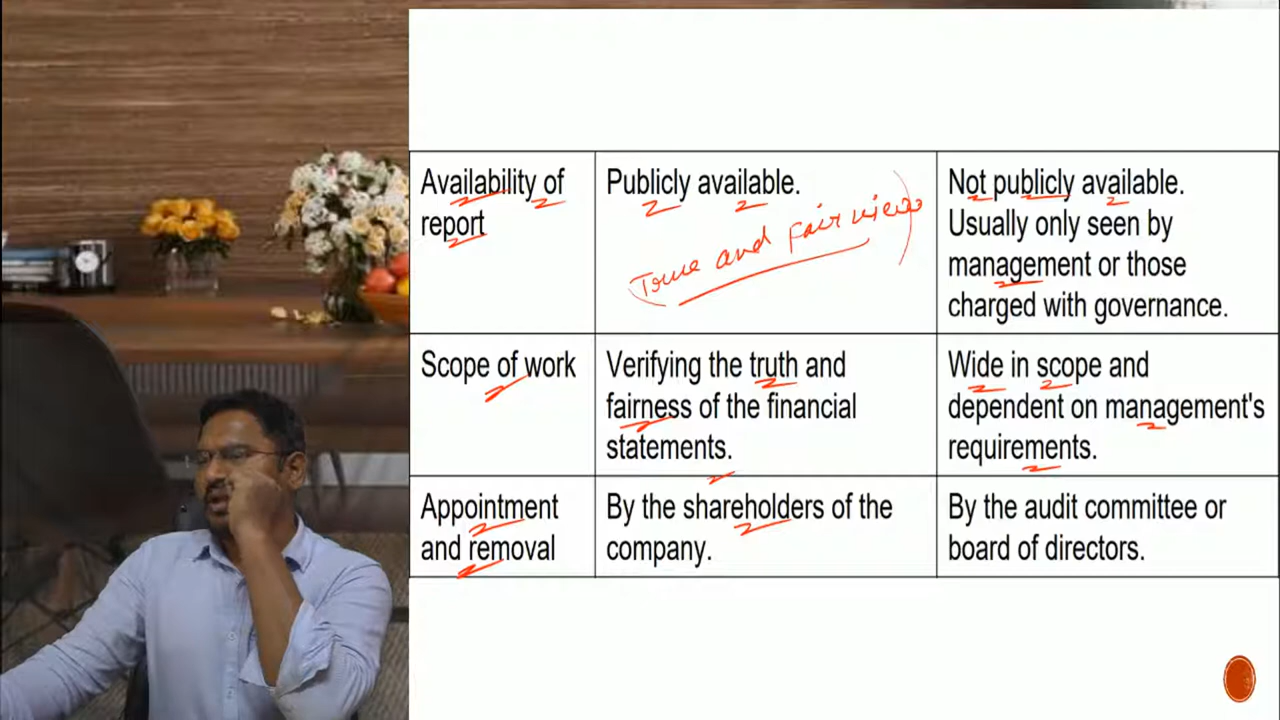 Availability of
report
Publicly available.
(True and fair view)
Not publicly available.
Usually only seen by
management or those
charged with governance.
Scope of work
Verifying the truth and
fairness of the financial
statements.
Wide in scope and
dependent on management's
requirements.
Appointment
and removal
By the shareholders of the
company.
By the audit committee or
board of directors.